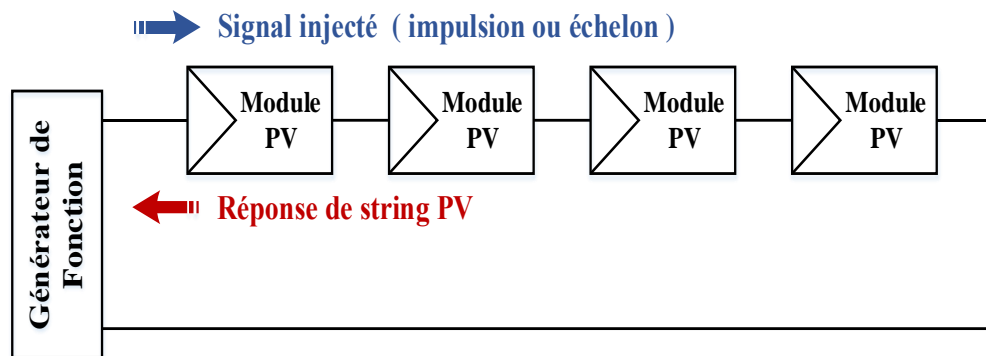 Signal injecté ( impulsion ou échelon )
Module
PV
Module
PV
Module
PV
Module
PV
Générateur de
Fonction
Réponse de string PV